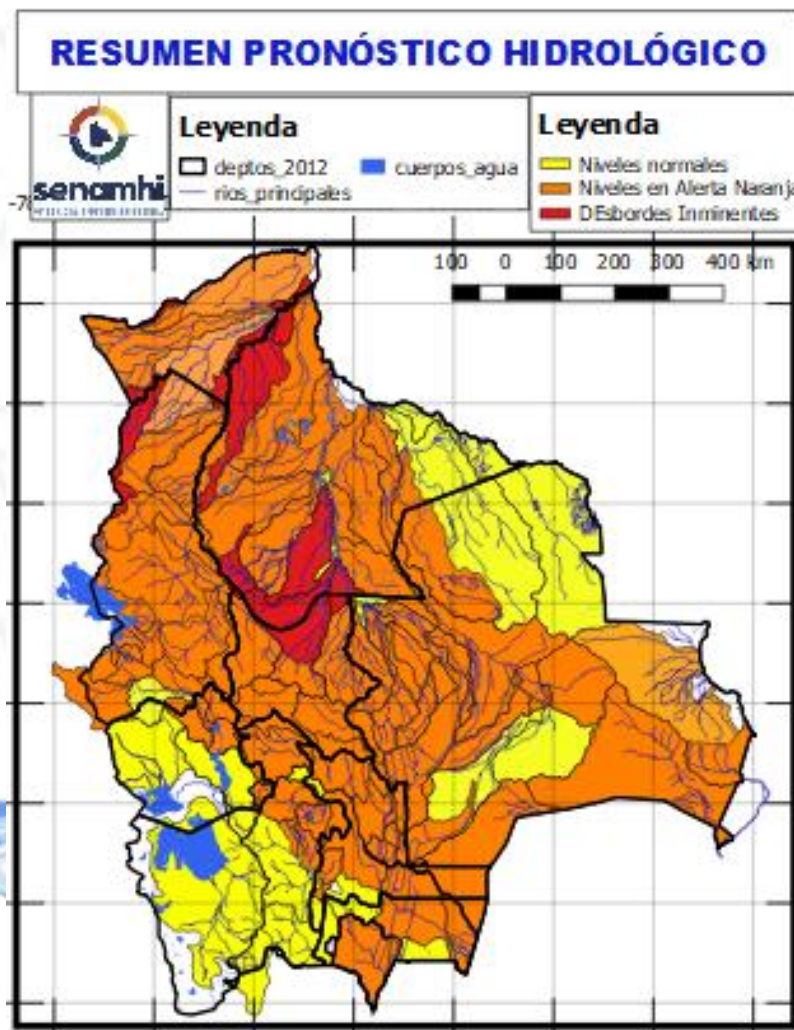 RESUMEN PRONÓSTICO HIDROLÓGICO
senamhi
Leyenda
deptos_2012
cuerpos_agua
rios_principales
Leyenda
Niveles normales
Niveles en Alerta Naranja
DEsbordes Inminentes
100 0 100 200 300 400 km